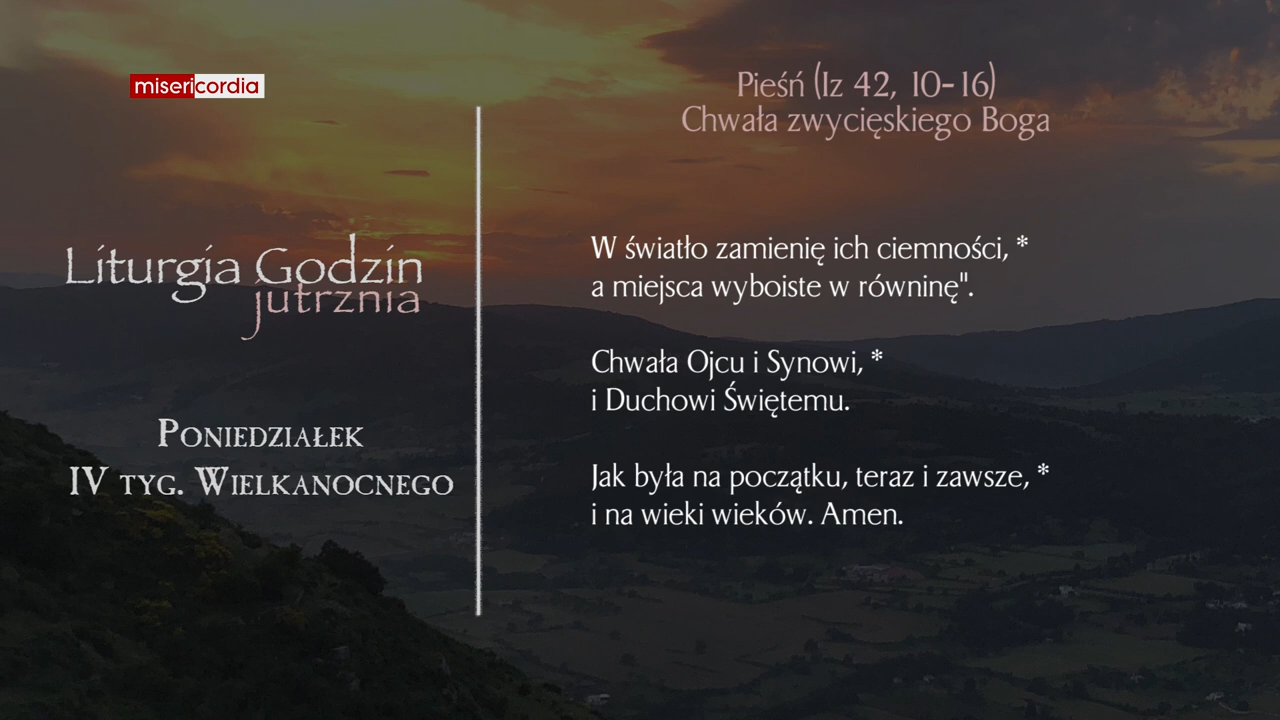 misericordia
Liturgia Godzin
jutrznia
Poniedziałek
IV tyg. Wielkanocnego
Pieśń (Iz 42, 10-16)
Chwała zwycięskiego Boga
W światło zamienię ich ciemności, *
a miejsca wyboiste w równinę".
Chwała Ojcu i Synowi, *
i Duchowi Świętemu.
Jak była na początku, teraz i zawsze, *
i na wieki wieków. Amen.